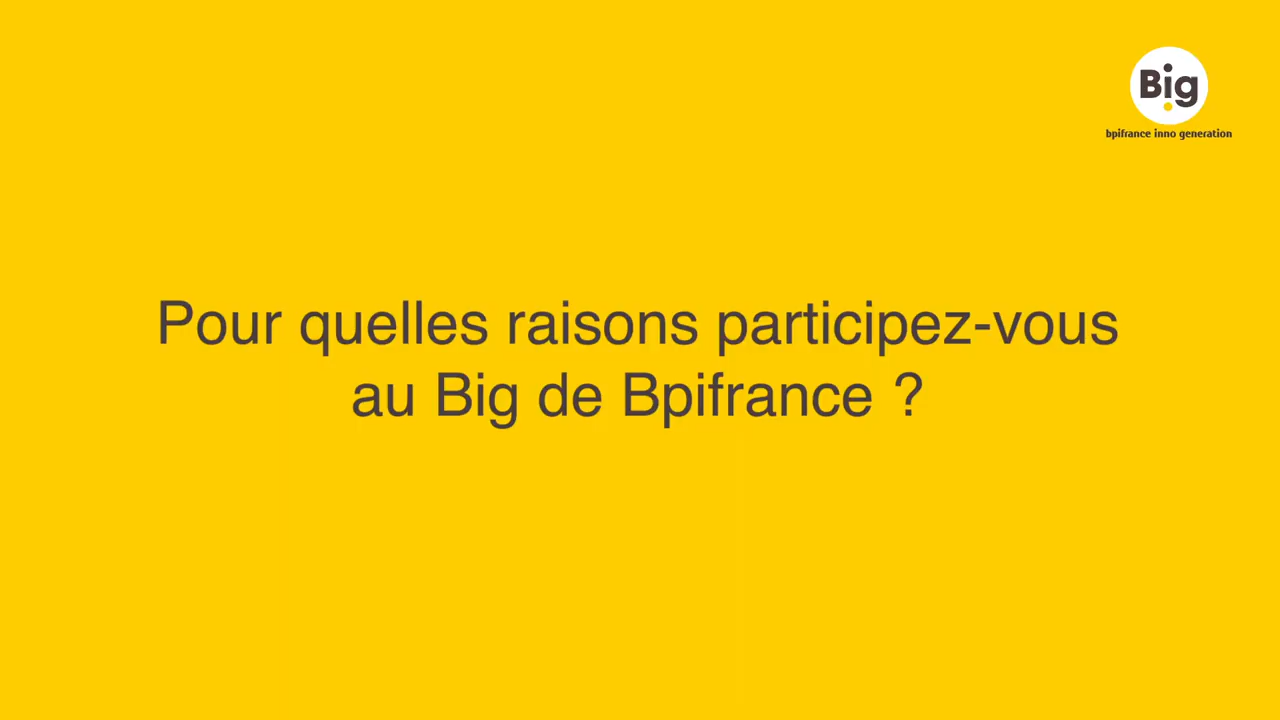 Big
bpifrance inno generation
Pour quelles raisons participez-vous
au Big de Bpifrance ?